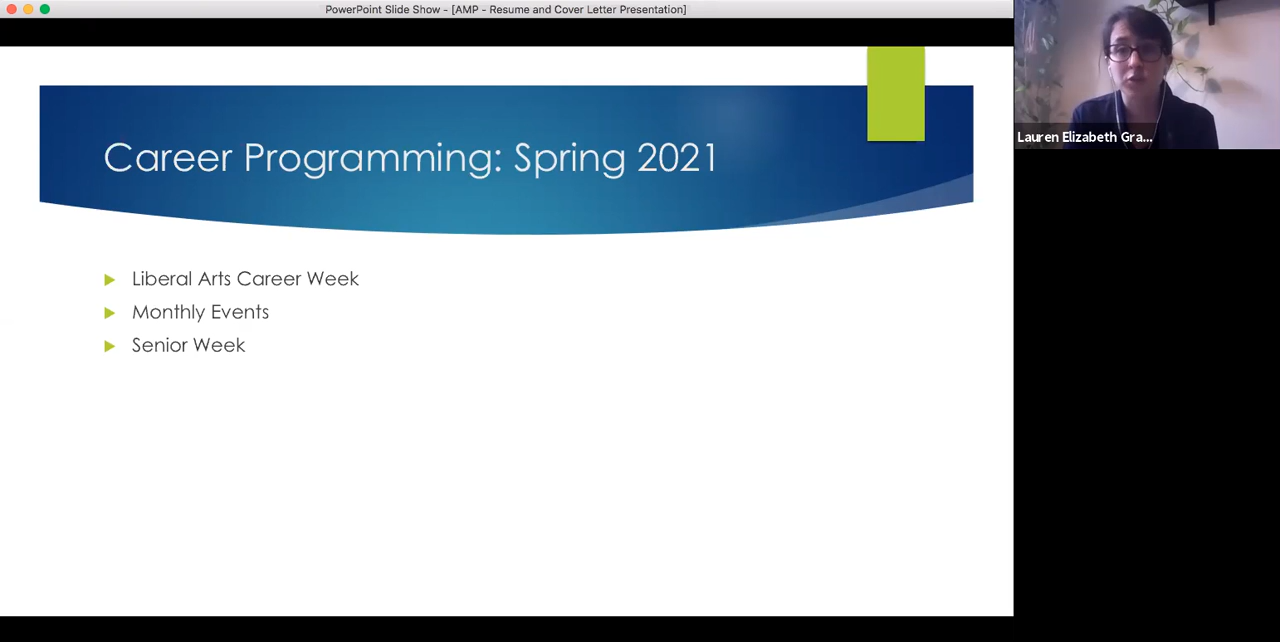 PowerPoint Slide Show - [AMP - Resume and Cover Letter Presentation]
Lauren Elizabeth Gra...
Career Programming: Spring 2021
Liberal Arts Career Week
Monthly Events
Senior Week